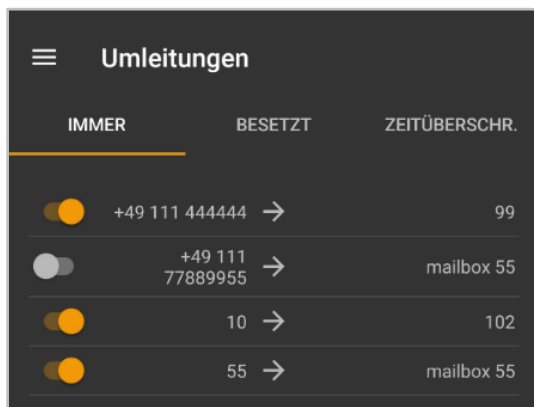 Umleitungen
IMMER BESETZT ZEITÜBERSCHR.
+49 111 444444 → 99
+49 111
77889955 → mailbox 55
10 → 102
55 → mailbox 55